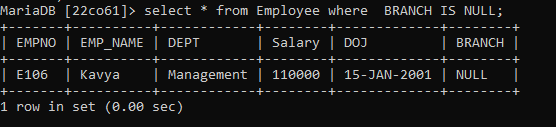 MariaDB [22co61]> select * from Employee where  BRANCH IS NULL;
+-------+----------+------------+--------+-------------+--------+
| EMPNO | EMP_NAME | DEPT       | Salary | DOJ         | BRANCH |
+-------+----------+------------+--------+-------------+--------+
| E106  | Kavya    | Management | 110000 | 15-JAN-2001 | NULL   |
+-------+----------+------------+--------+-------------+--------+
1 row in set (0.00 sec)